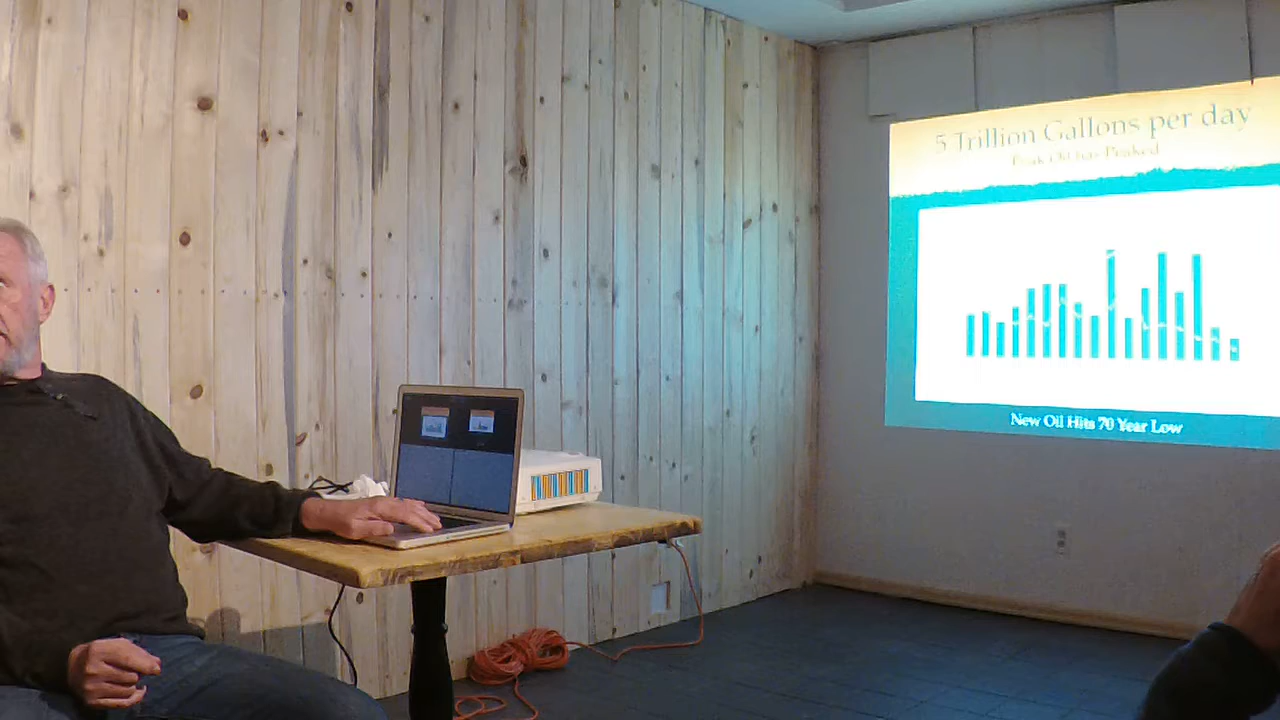 5 Trillion Gallons per day
Peak Oil has Peaked
New Oil Hits 70 Year Low